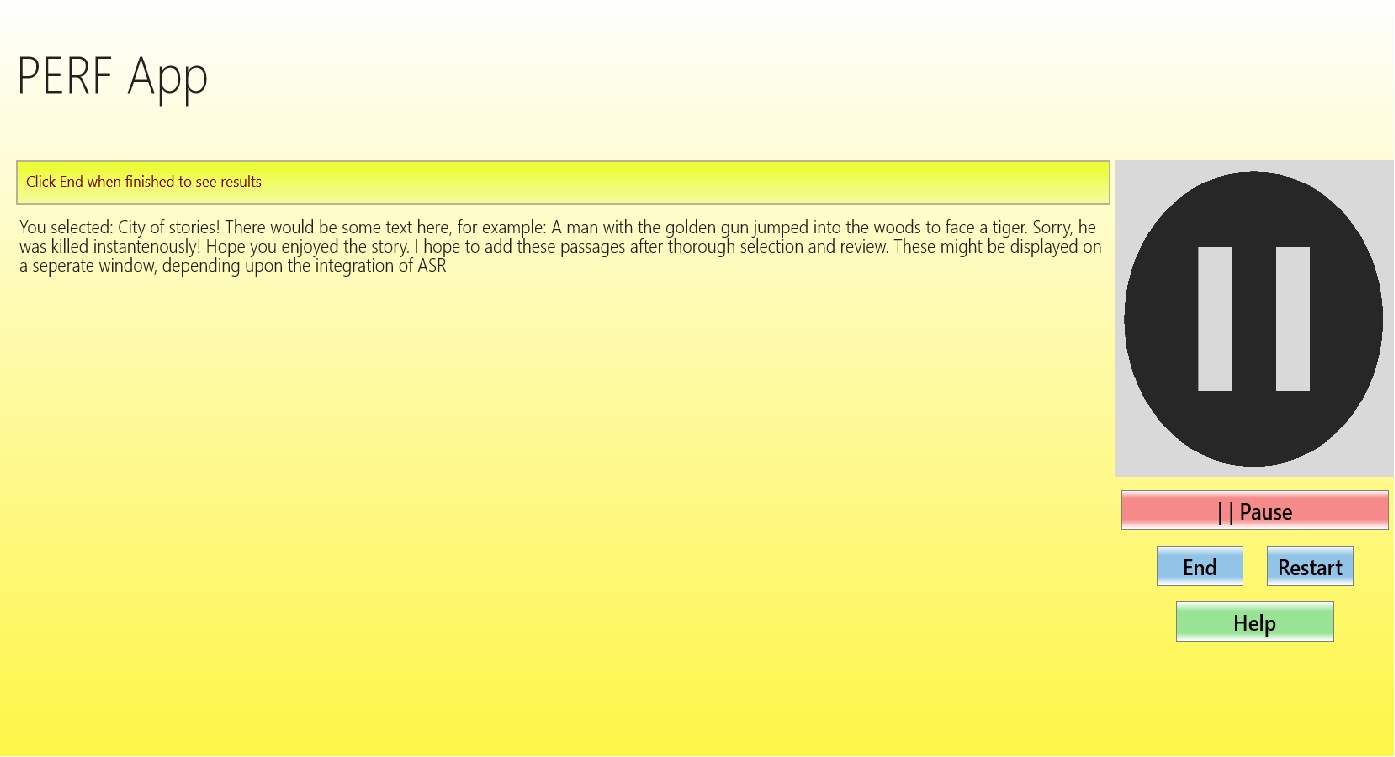 PERF App
Click End when finished to see results
You selected: City of stories! There would be some text here, for example: A man with the golden gun jumped into the woods to face a tiger. Sorry, he
was killed instantenously! Hope you enjoyed the story. I hope to add these passages after thorough selection and review. These might be displayed on
a seperate window, depending upon the integration of ASR
|| Pause
End
Restart
Help